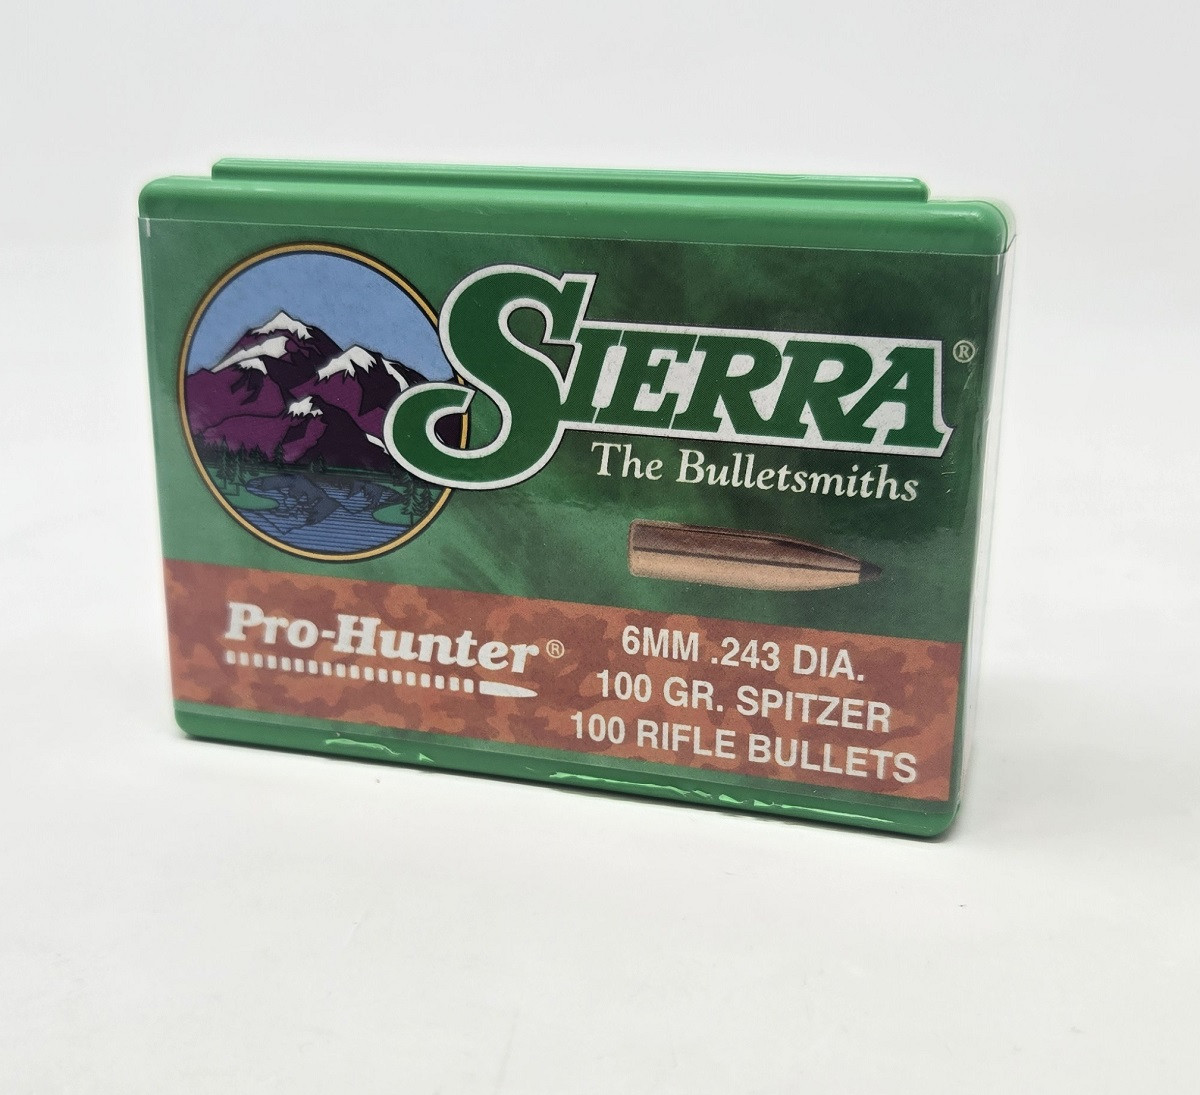 SIERRA®
The Bulletsmiths
Pro-Hunter®
6MM .243 DIA.
100 GR. SPITZER
100 RIFLE BULLETS